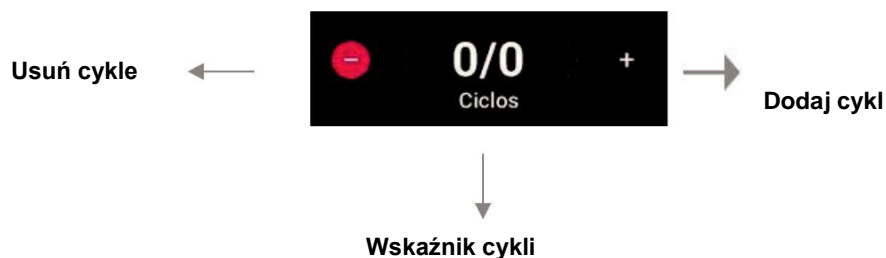 Usuń cykle
− 0/0 +
Ciclos
Dodaj cykl
Wskaźnik cykli